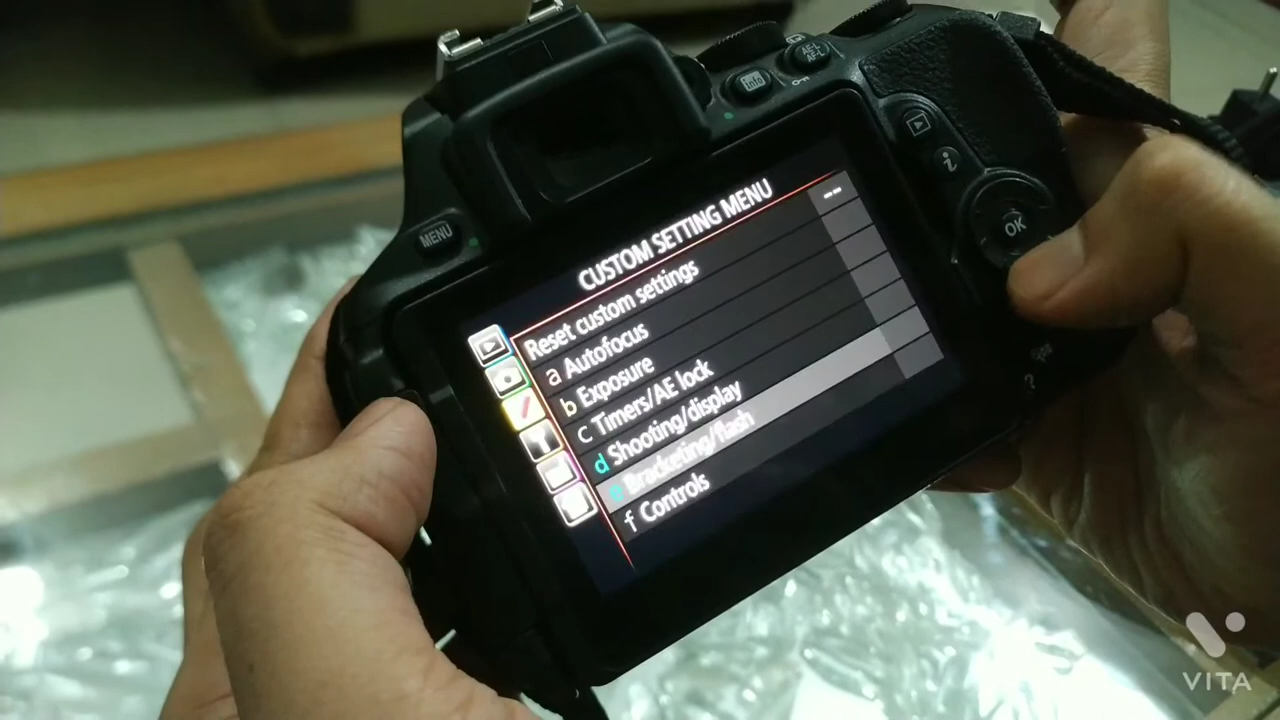 info
AE-L
AF-L
i
MENU
OK
CUSTOM SETTING MENU
--
Reset custom settings
a Autofocus
b Exposure
c Timers/AE lock
d Shooting/display
e Bracketing/flash
f Controls
?
VITA